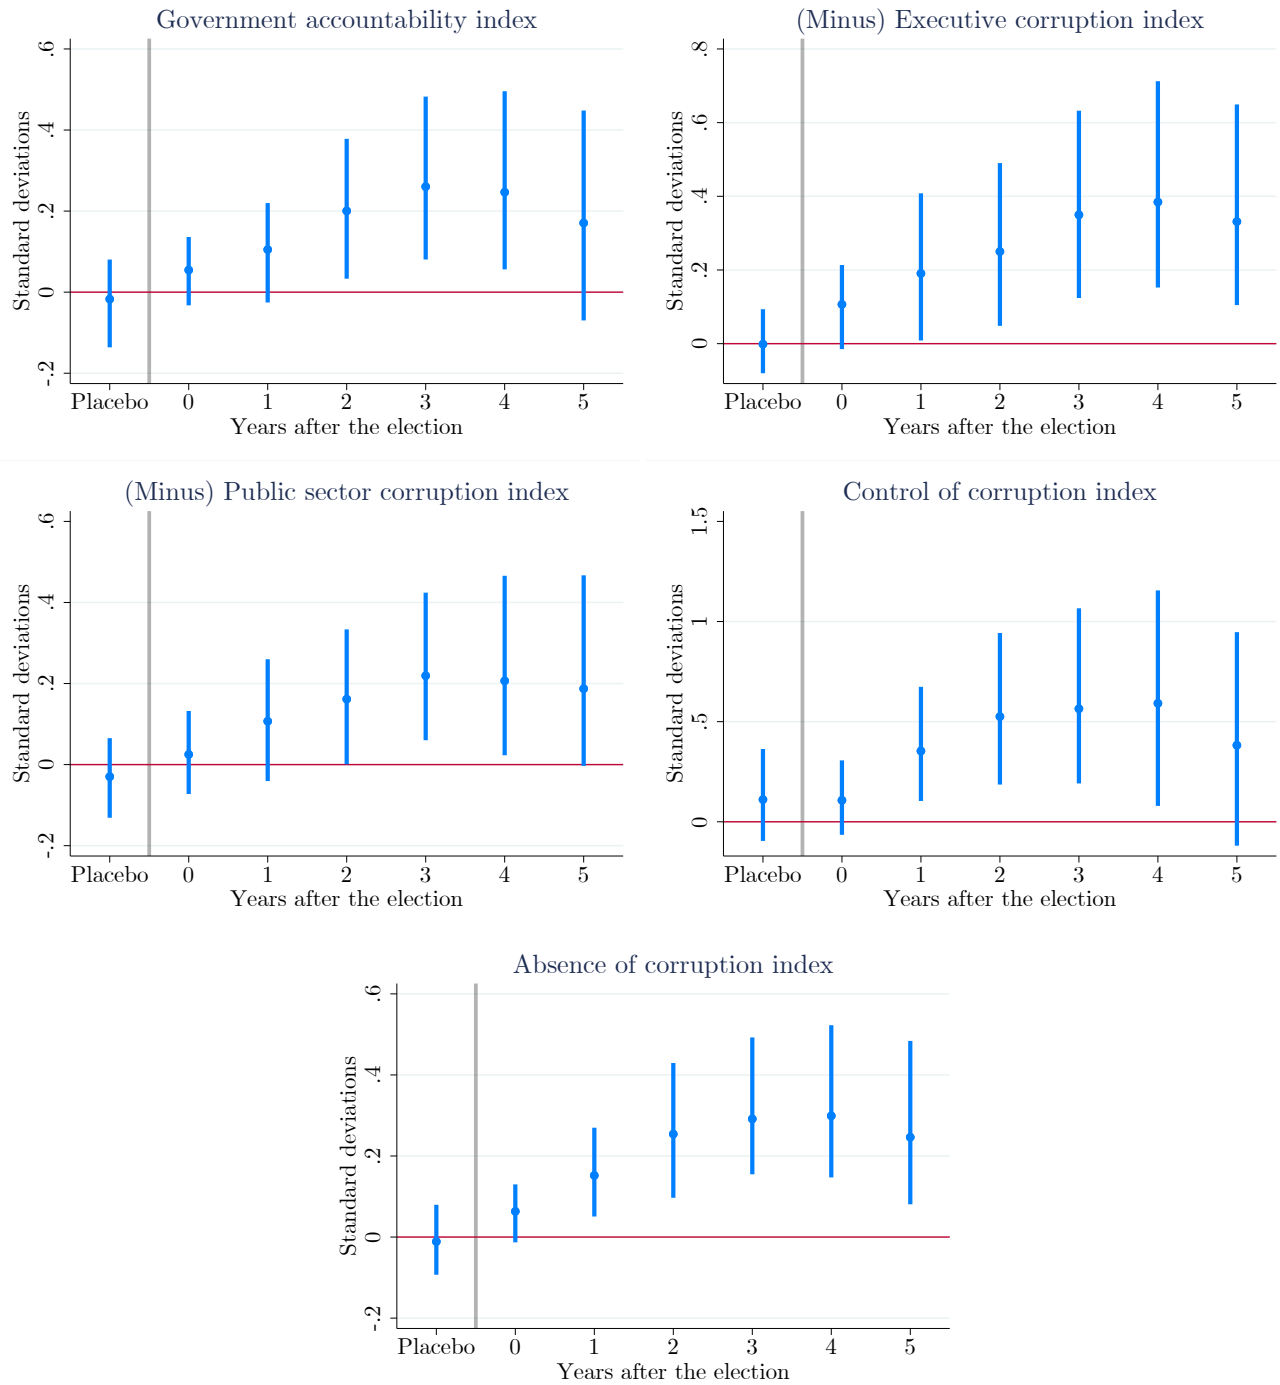 Government accountability index
Standard deviations
.6
.4
.2
0
-.2
Placebo 0 1 2 3 4 5
Years after the election
(Minus) Executive corruption index
Standard deviations
.8
.6
.4
.2
0
Placebo 0 1 2 3 4 5
Years after the election
(Minus) Public sector corruption index
Standard deviations
.6
.4
.2
0
-.2
Placebo 0 1 2 3 4 5
Years after the election
Control of corruption index
Standard deviations
1.5
1
.5
0
Placebo 0 1 2 3 4 5
Years after the election
Absence of corruption index
Standard deviations
.6
.4
.2
0
-.2
Placebo 0 1 2 3 4 5
Years after the election